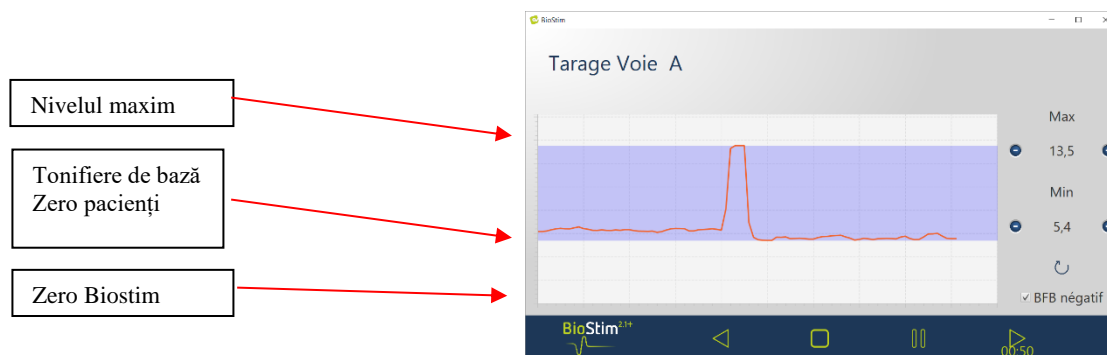 BioStim
Tarage Voie A
Nivelul maxim
Tonifiere de bază
Zero pacienți
Zero Biostim
Max
13,5
Min
5,4
BFB négatif
BioStim 2.1+
00:50